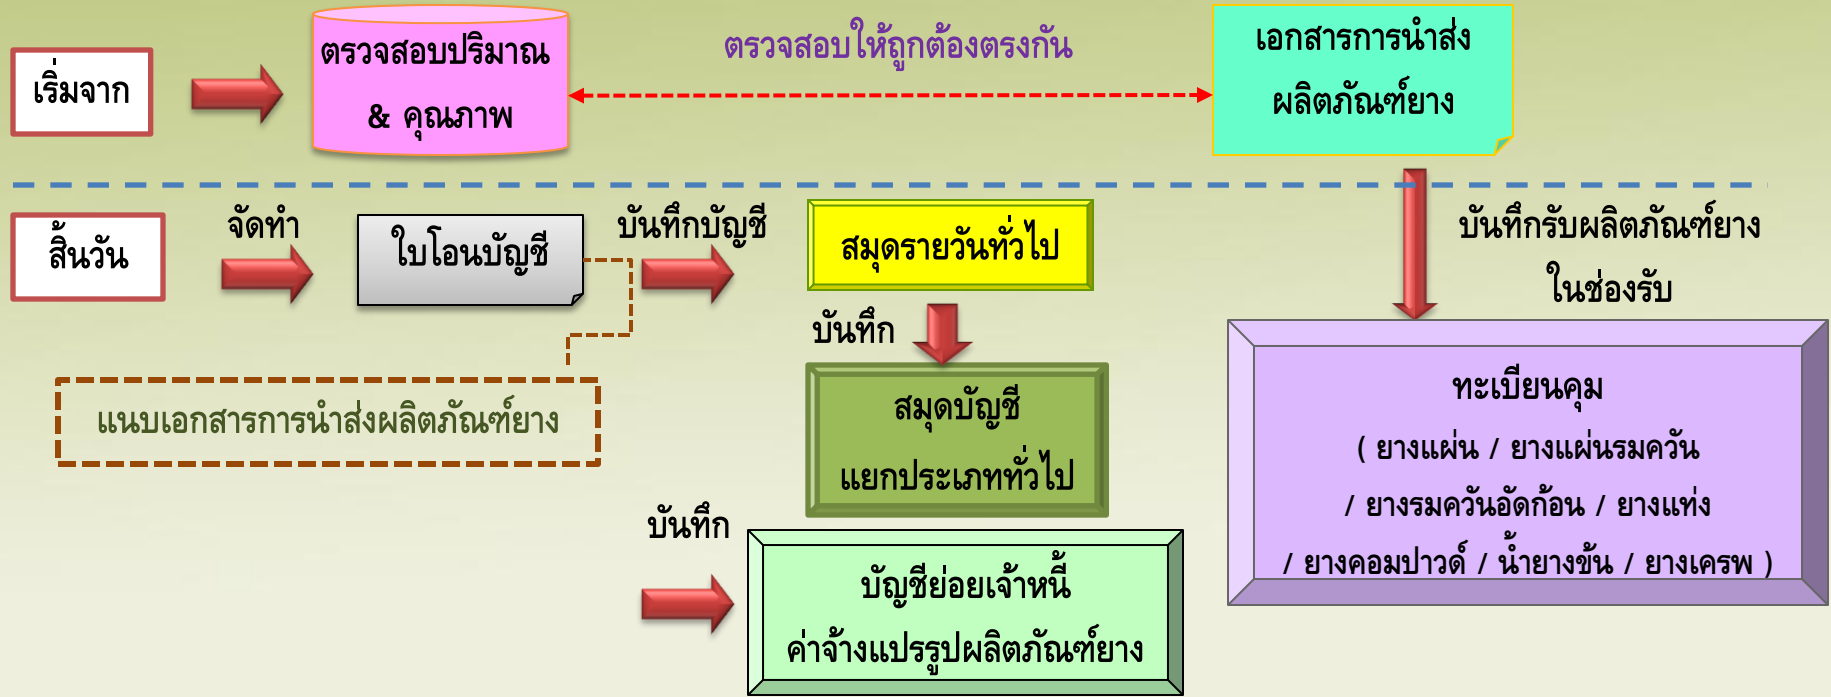 เริ่มจาก
ตรวจสอบปริมาณ
& คุณภาพ
ตรวจสอบให้ถูกต้องตรงกัน
เอกสารการนำส่ง
ผลิตภัณฑ์ยาง
สิ้นวัน
จัดทำ
ใบโอนบัญชี
บันทึกบัญชี
สมุดรายวันทั่วไป
บันทึกรับผลิตภัณฑ์ยาง
ในช่องรับ
บันทึก
แนบเอกสารการนำส่งผลิตภัณฑ์ยาง
สมุดบัญชี
แยกประเภททั่วไป
ทะเบียนคุม
( ยางแผ่น / ยางแผ่นรมควัน
/ ยางรมควันอัดก้อน / ยางแท่ง
/ ยางคอมปาวด์ / น้ำยางข้น / ยางเครพ )
บันทึก
บัญชีย่อยเจ้าหนี้
ค่าจ้างแปรรูปผลิตภัณฑ์ยาง